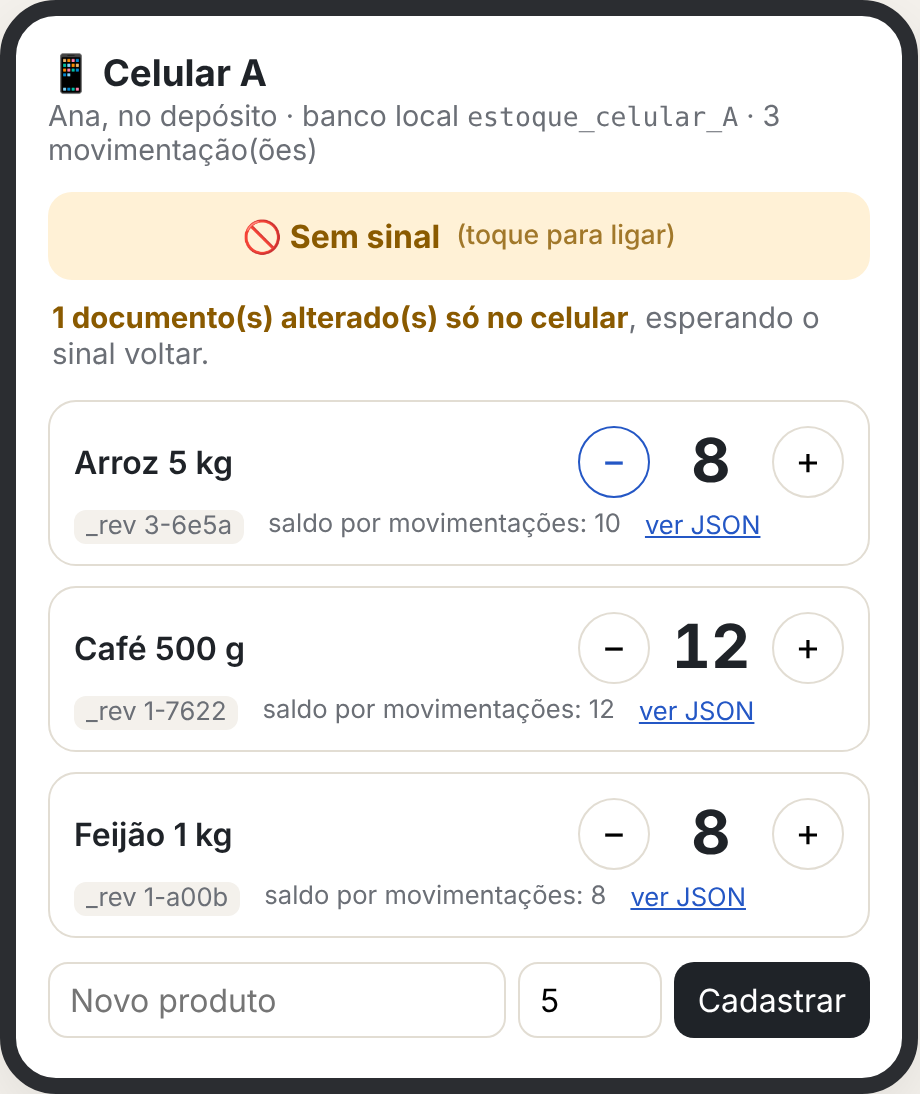 Celular A
Ana, no depósito · banco local estoque_celular_A · 3
movimentação(ões)
Sem sinal (toque para ligar)
1 documento(s) alterado(s) só no celular, esperando o
sinal voltar.
Arroz 5 kg − 8 +
_rev 3-6e5a saldo por movimentações: 10 ver JSON
Café 500 g − 12 +
_rev 1-7622 saldo por movimentações: 12 ver JSON
Feijão 1 kg − 8 +
_rev 1-a00b saldo por movimentações: 8 ver JSON
Novo produto 5 Cadastrar